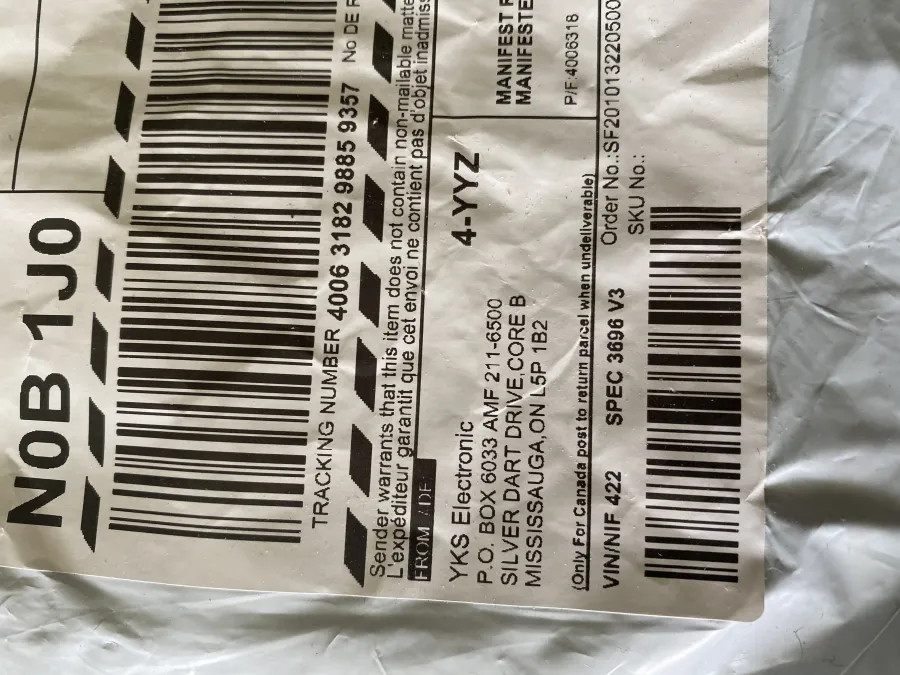 N0B 1J0
TRACKING NUMBER 4006 3182 9885 9357 No DE R
Sender warrants that this item does not contain non-mailable matte
L'expéditeur garantit que cet envoi ne contient pas d'objet inadmiss
FROM / DE:
YKS Electronic
P.O. BOX 6033 AMF 211-6500
SILVER DART DRIVE,CORE B
MISSISSAUGA,ON L5P 1B2
4-YYZ
MANIFEST
MANIFESTE
P/F:4006318
(Only For Canada post to return parcel when undeliverable)
VIN/NIF 422 SPEC 3696 V3
Order No.:SF20101322050
SKU No.: